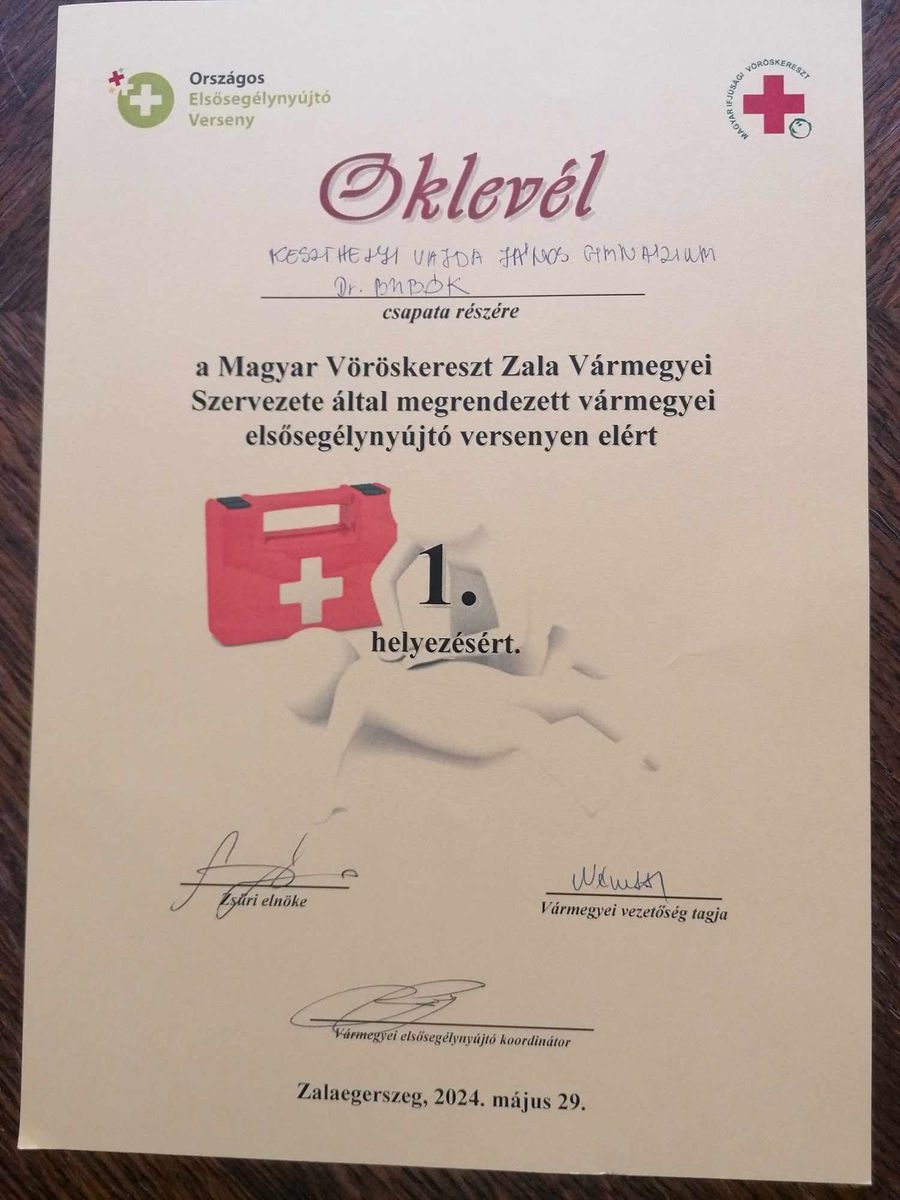 Országos
Elsősegélynyújtó
Verseny
MAGYAR IFJÚSÁGI VÖRÖSKERESZT
Oklevél
KESZTHELYI VAJDA JÁNOS GIMNÁZIUM
Dr. BUBÓK
csapata részére
a Magyar Vöröskereszt Zala Vármegyei
Szervezete által megrendezett vármegyei
elsősegélynyújtó versenyen elért
1.
helyezésért.
Zsűri elnöke
Vármegyei vezetőség tagja
Vármegyei elsősegélynyújtó koordinátor
Zalaegerszeg, 2024. május 29.